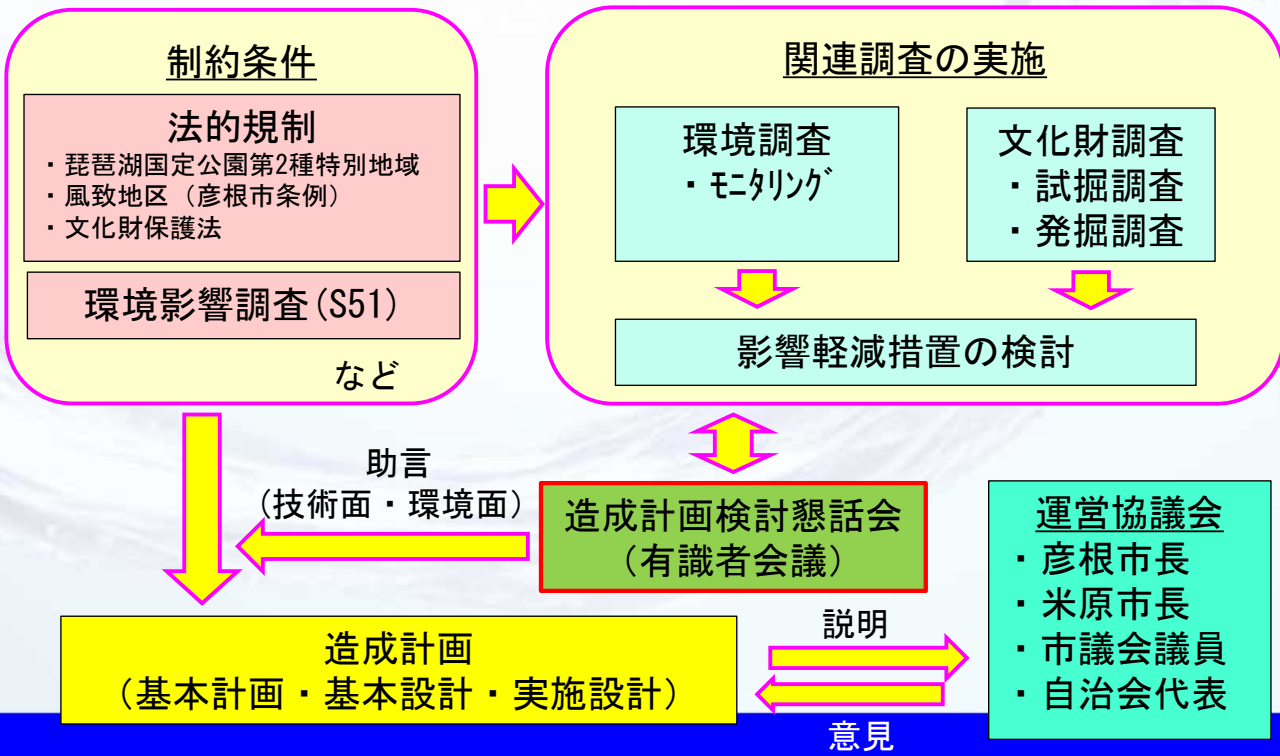 制約条件
法的規制
・琵琶湖国定公園第2種特別地域
・風致地区（彦根市条例）
・文化財保護法
環境影響調査(S51)
など
関連調査の実施
環境調査
・ﾓﾆﾀﾘﾝｸﾞ
文化財調査
・試掘調査
・発掘調査
影響軽減措置の検討
助言
（技術面・環境面）
造成計画検討懇話会
（有識者会議）
造成計画
（基本計画・基本設計・実施設計）
説明
意見
運営協議会
・彦根市長
・米原市長
・市議会議員
・自治会代表